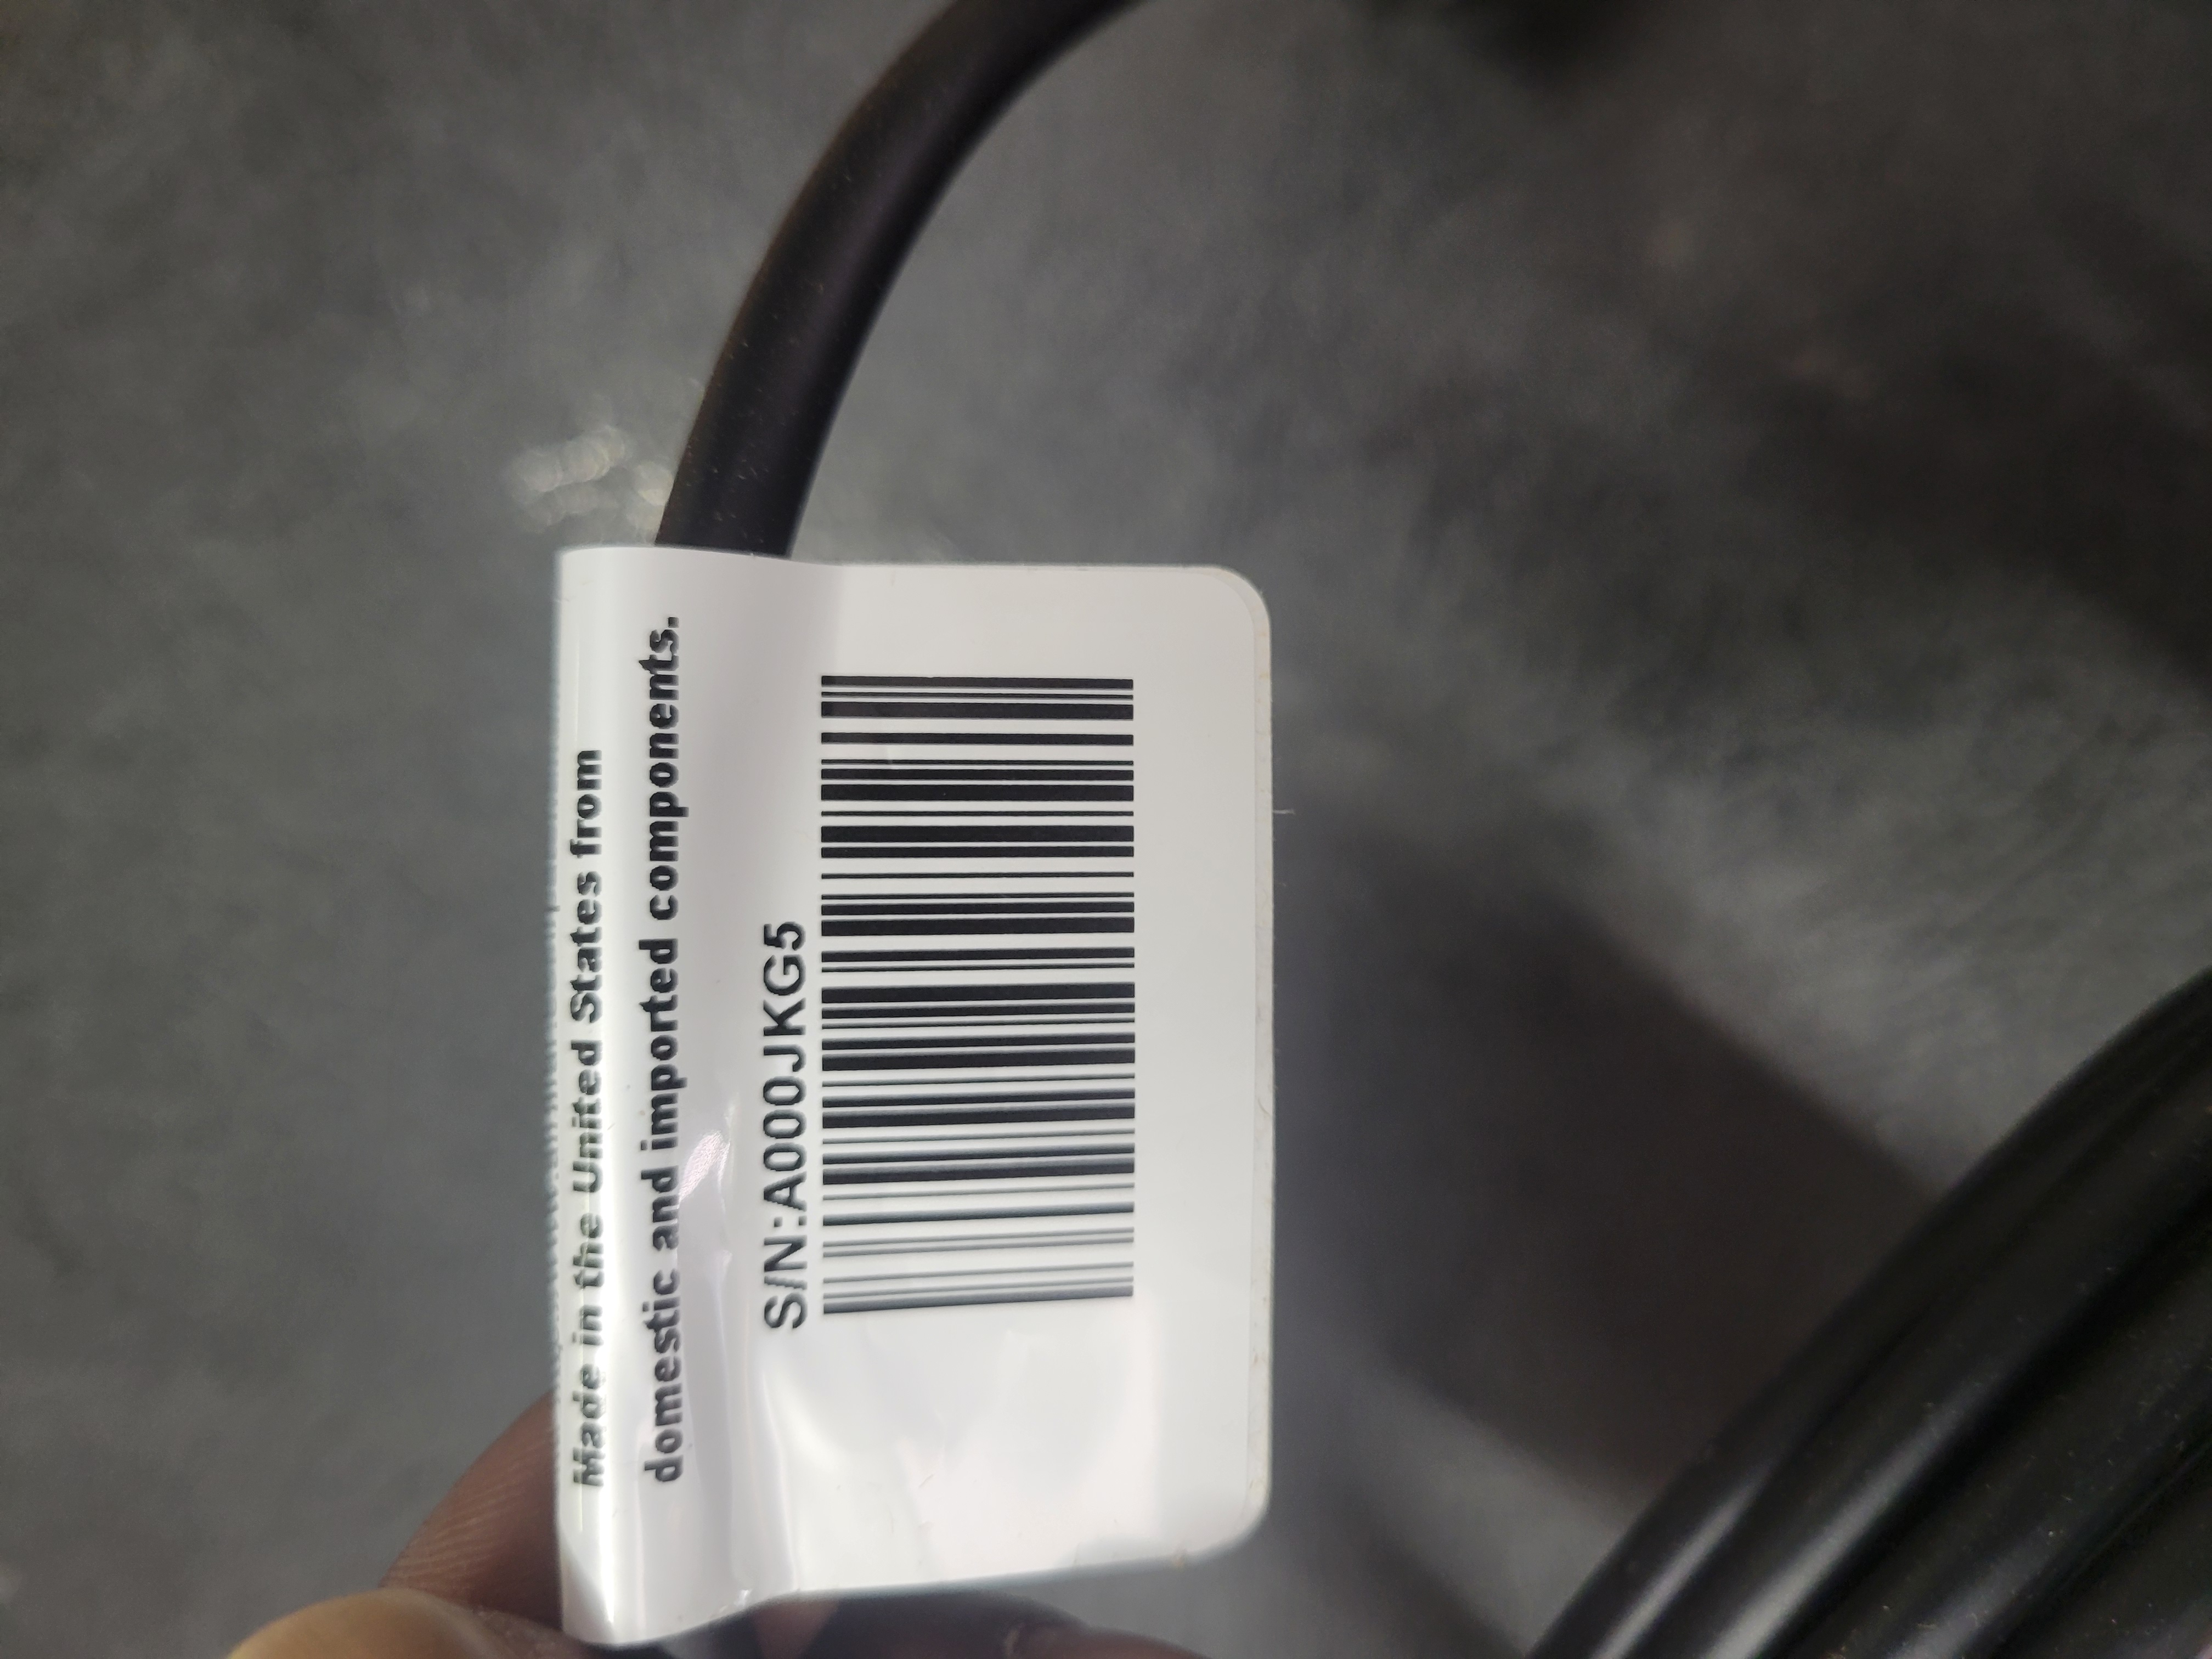 Made in the United States from
domestic and imported components.
S/N:A000JKG5